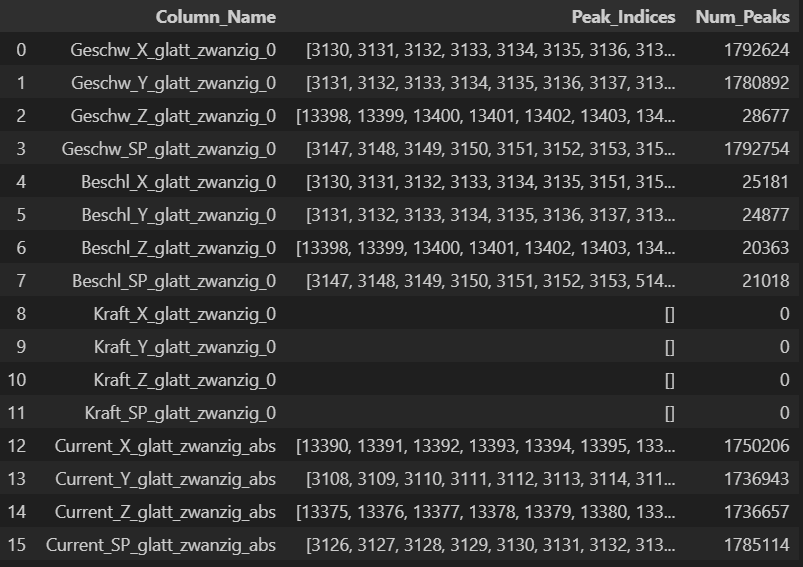 Column_Name Peak_Indices Num_Peaks
0 Geschw_X_glatt_zwanzig_0 [3130, 3131, 3132, 3133, 3134, 3135, 3136, 313... 1792624
1 Geschw_Y_glatt_zwanzig_0 [3131, 3132, 3133, 3134, 3135, 3136, 3137, 313... 1780892
2 Geschw_Z_glatt_zwanzig_0 [13398, 13399, 13400, 13401, 13402, 13403, 134... 28677
3 Geschw_SP_glatt_zwanzig_0 [3147, 3148, 3149, 3150, 3151, 3152, 3153, 315... 1792754
4 Beschl_X_glatt_zwanzig_0 [3130, 3131, 3132, 3133, 3134, 3135, 3151, 315... 25181
5 Beschl_Y_glatt_zwanzig_0 [3131, 3132, 3133, 3134, 3135, 3136, 3137, 313... 24877
6 Beschl_Z_glatt_zwanzig_0 [13398, 13399, 13400, 13401, 13402, 13403, 134... 20363
7 Beschl_SP_glatt_zwanzig_0 [3147, 3148, 3149, 3150, 3151, 3152, 3153, 514... 21018
8 Kraft_X_glatt_zwanzig_0 [] 0
9 Kraft_Y_glatt_zwanzig_0 [] 0
10 Kraft_Z_glatt_zwanzig_0 [] 0
11 Kraft_SP_glatt_zwanzig_0 [] 0
12 Current_X_glatt_zwanzig_abs [13390, 13391, 13392, 13393, 13394, 13395, 133... 1750206
13 Current_Y_glatt_zwanzig_abs [3108, 3109, 3110, 3111, 3112, 3113, 3114, 311... 1736943
14 Current_Z_glatt_zwanzig_abs [13375, 13376, 13377, 13378, 13379, 13380, 133... 1736657
15 Current_SP_glatt_zwanzig_abs [3126, 3127, 3128, 3129, 3130, 3131, 3132, 313... 1785114